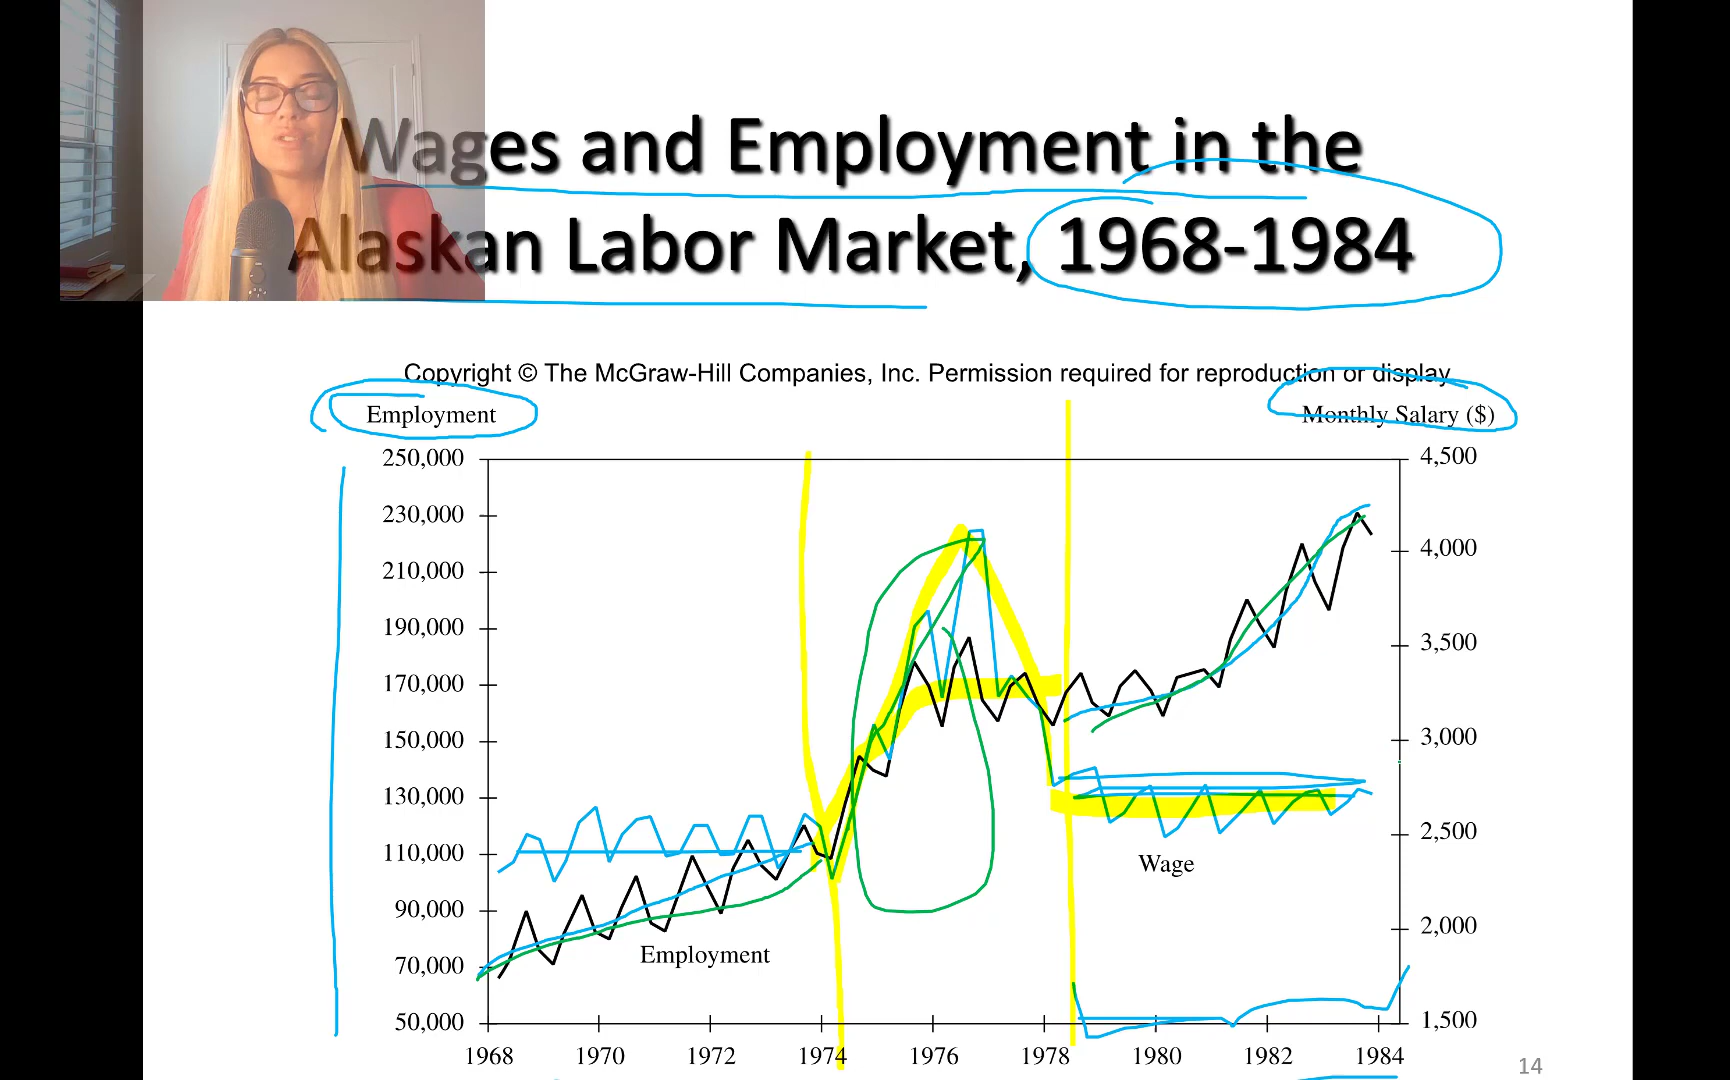 Wages and Employment in the
Alaskan Labor Market, 1968-1984
Copyright © The McGraw-Hill Companies, Inc. Permission required for reproduction or display.
Employment
Monthly Salary ($)
250,000
230,000
210,000
190,000
170,000
150,000
130,000
110,000
90,000
70,000
50,000
4,500
4,000
3,500
3,000
2,500
2,000
1,500
Wage
Employment
1968 1970 1972 1974 1976 1978 1980 1982 1984
14